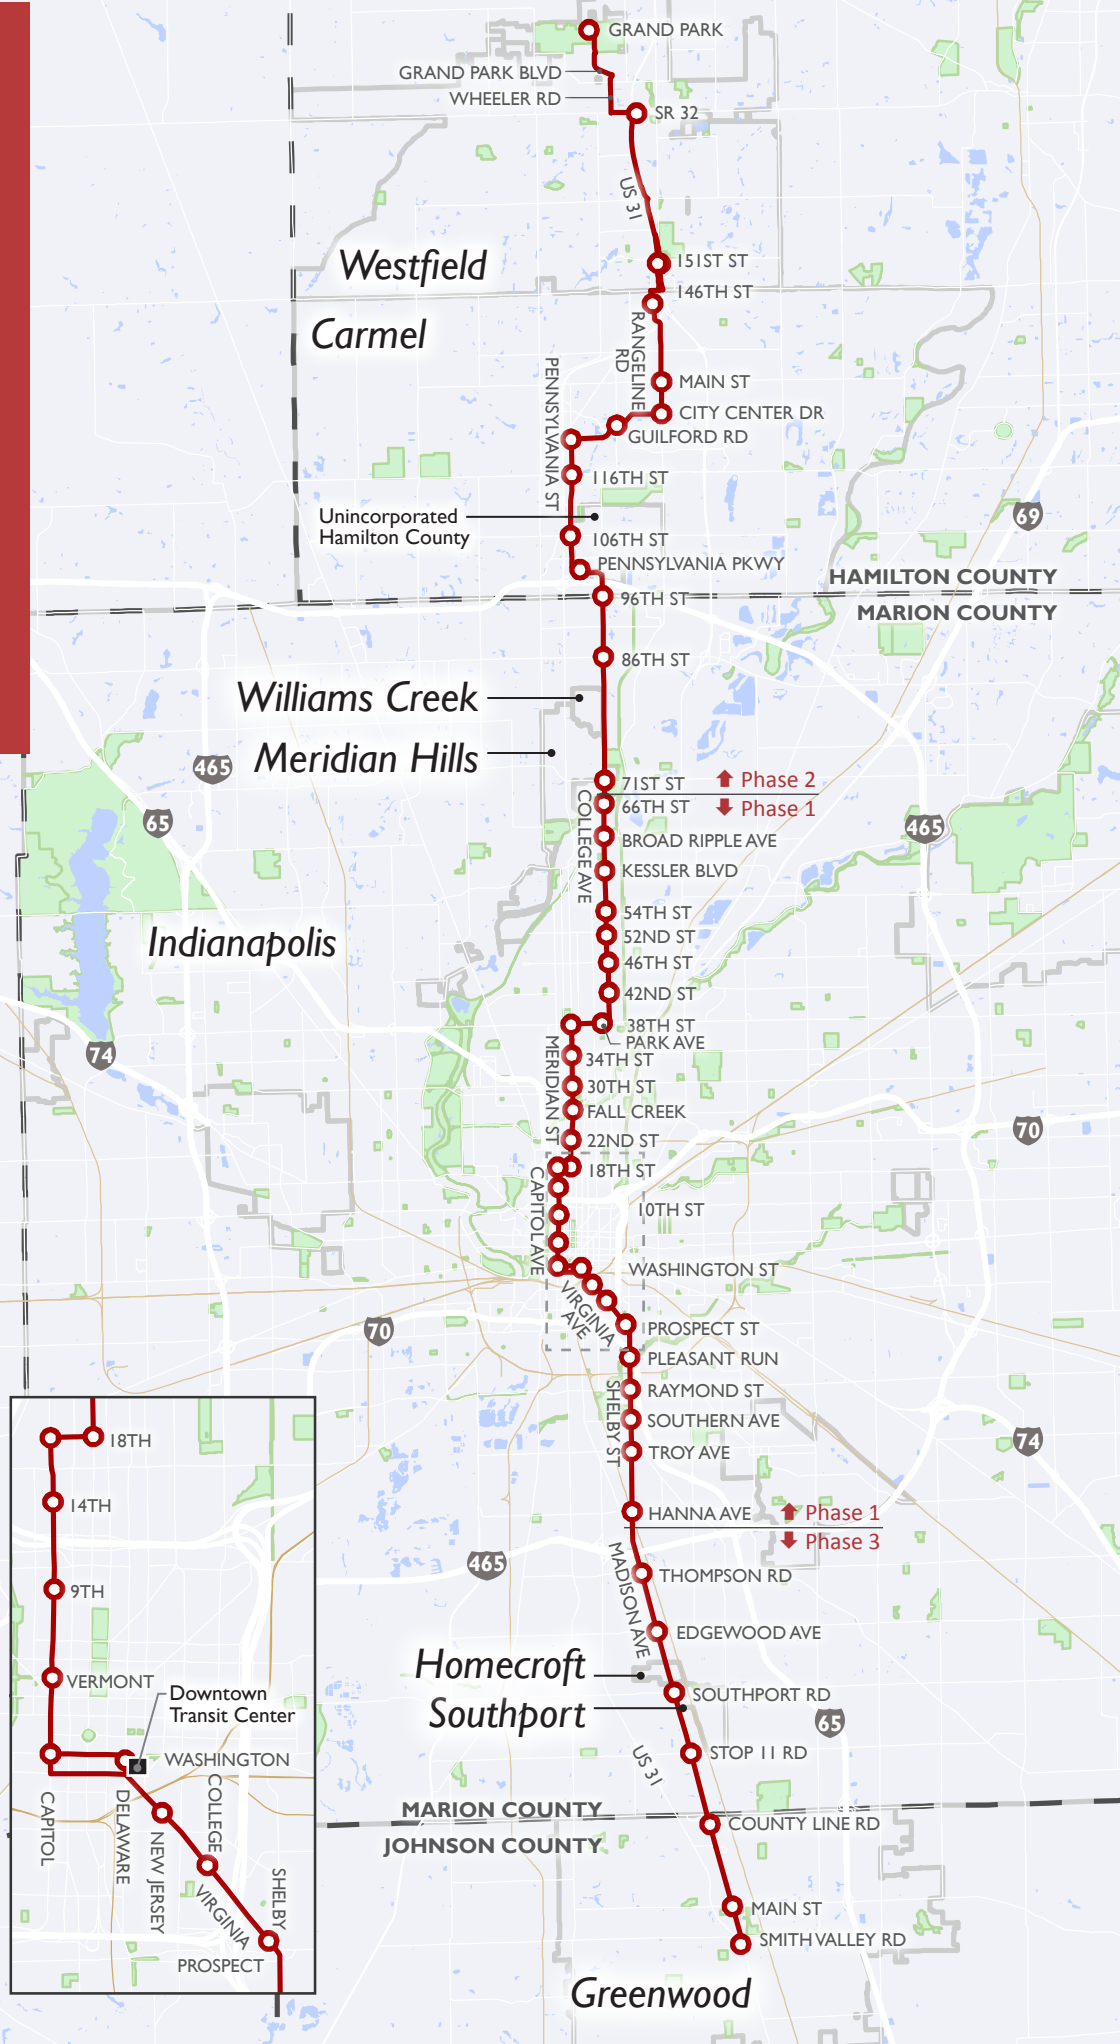 GRAND PARK
GRAND PARK BLVD
WHEELER RD
SR 32
US 31
Westfield
151ST ST
146TH ST
Carmel
RANGELINE
RD
PENNSYLVANIA ST
MAIN ST
CITY CENTER DR
GUILFORD RD
116TH ST
Unincorporated
Hamilton County
69
106TH ST
PENNSYLVANIA PKWY
HAMILTON COUNTY
96TH ST
MARION COUNTY
86TH ST
Williams Creek
Meridian Hills
465
71ST ST
Phase 2
66TH ST
Phase 1
COLLEGE AVE
65
465
BROAD RIPPLE AVE
KESSLER BLVD
54TH ST
Indianapolis
52ND ST
46TH ST
42ND ST
38TH ST
PARK AVE
74
MERIDIAN ST
34TH ST
30TH ST
FALL CREEK
70
22ND ST
18TH ST
CAPITOL AVE
10TH ST
WASHINGTON ST
VIRGINIA
AVE
70
PROSPECT ST
PLEASANT RUN
SHELBY ST
RAYMOND ST
SOUTHERN AVE
TROY AVE
74
HANNA AVE
Phase 1
Phase 3
465
MADISON AVE
THOMPSON RD
EDGEWOOD AVE
Homecroft
Southport
SOUTHPORT RD
65
US 31
STOP 11 RD
MARION COUNTY
COUNTY LINE RD
JOHNSON COUNTY
MAIN ST
SMITH VALLEY RD
Greenwood
18TH
14TH
9TH
VERMONT
Downtown
Transit Center
WASHINGTON
CAPITOL
DELAWARE
NEW JERSEY
COLLEGE
VIRGINIA
SHELBY
PROSPECT